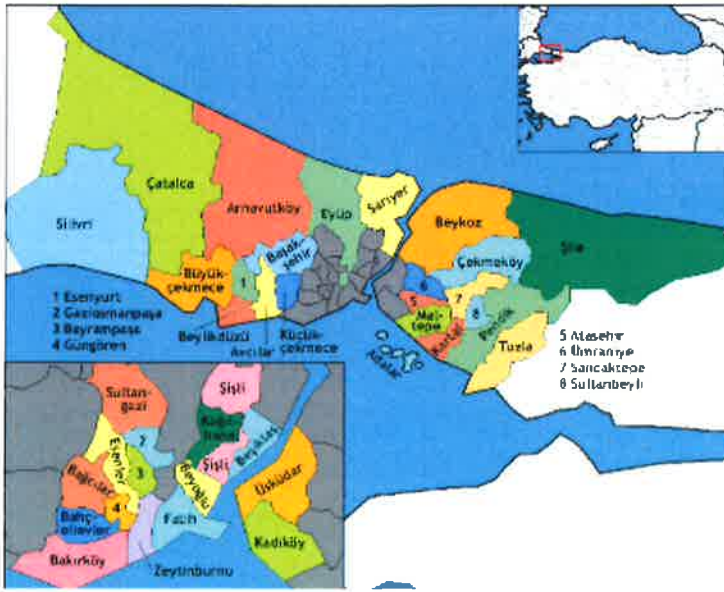 Çatalca
Silivri
Arnavutköy
Eyüp
Sarıyer
Beykoz
Şile
Çekmeköy
Başak-
şehir
Büyük-
çekmece
1
6
7
5
8
Mal-
tepe
Kartal
Pendik
Tuzla
Adalar
Beylikdüzü
Avcılar
Küçük-
çekmece
1 Esenyurt
2 Gaziosmanpaşa
3 Bayrampaşa
4 Güngören
5 Ataşehir
6 Ümraniye
7 Sancaktepe
8 Sultanbeyli
Sultan-
gazi
Şişli
Kağıt-
hane
Şişli
Beşiktaş
Esenler
2
3
Bağcılar
4
Beyoğlu
Üsküdar
Bahç-
elievler
Fatih
Kadıköy
Bakırköy
Zeytinburnu